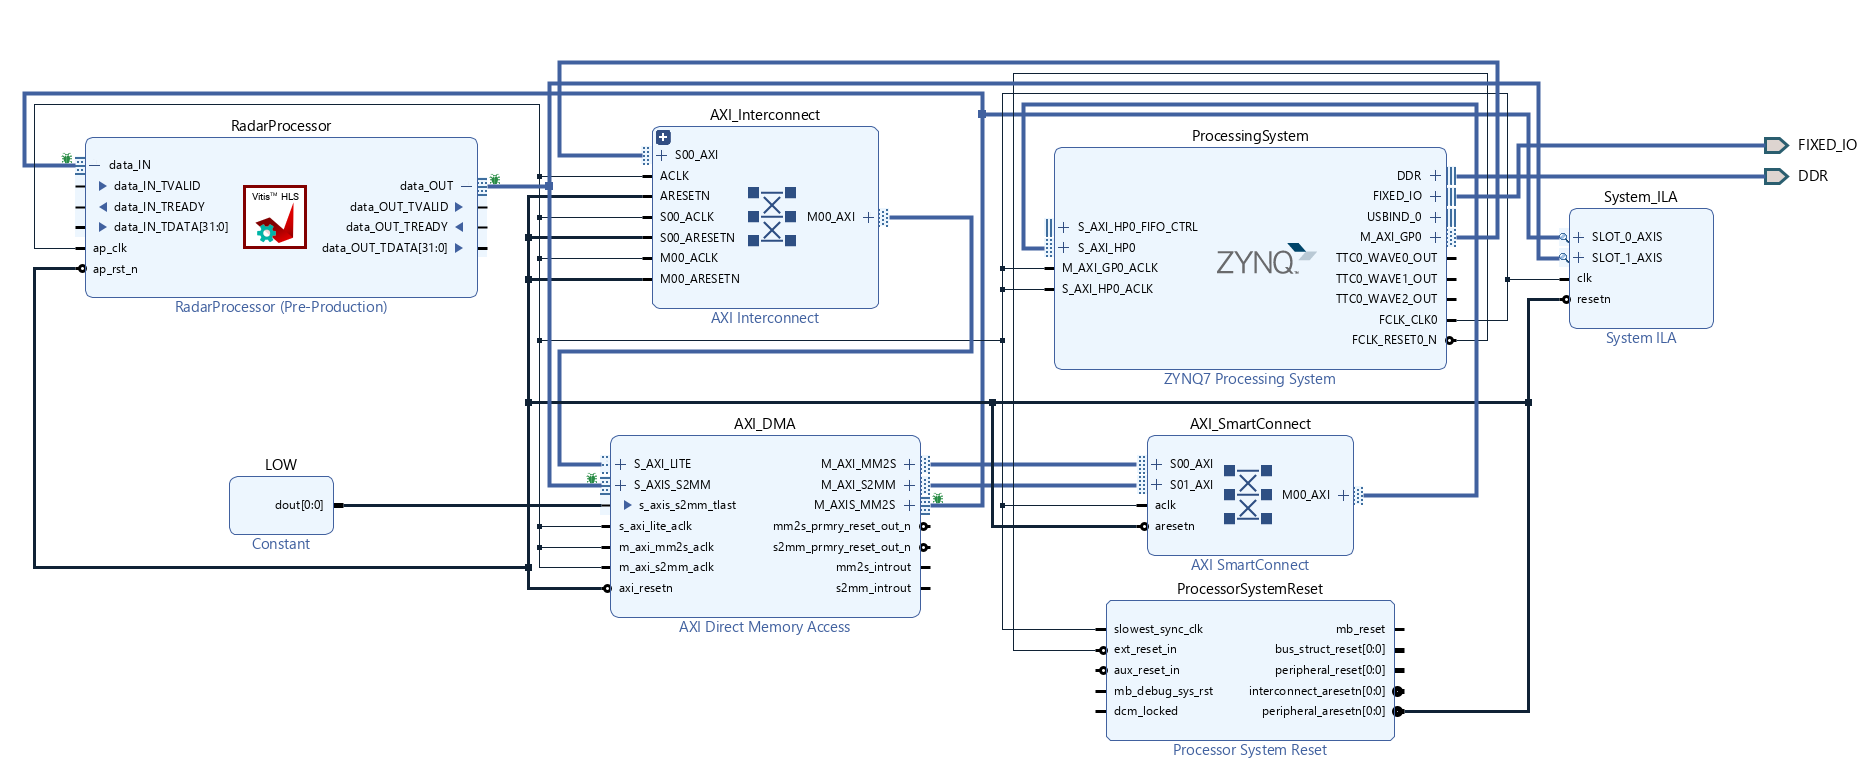 RadarProcessor
data_IN
data_IN_TVALID
data_IN_TREADY
data_IN_TDATA[31:0]
ap_clk
ap_rst_n
Vitis™ HLS
data_OUT
data_OUT_TVALID
data_OUT_TREADY
data_OUT_TDATA[31:0]
RadarProcessor (Pre-Production)
AXI_Interconnect
S00_AXI
ACLK
ARESETN
S00_ACLK
S00_ARESETN
M00_ACLK
M00_ARESETN
M00_AXI
AXI Interconnect
ProcessingSystem
S_AXI_HP0_FIFO_CTRL
S_AXI_HP0
M_AXI_GP0_ACLK
S_AXI_HP0_ACLK
ZYNQ
DDR
FIXED_IO
USBIND_0
M_AXI_GP0
TTC0_WAVE0_OUT
TTC0_WAVE1_OUT
TTC0_WAVE2_OUT
FCLK_CLK0
FCLK_RESET0_N
ZYNQ7 Processing System
FIXED_IO
DDR
System_ILA
SLOT_0_AXIS
SLOT_1_AXIS
clk
resetn
System ILA
LOW
dout[0:0]
Constant
AXI_DMA
S_AXI_LITE
S_AXIS_S2MM
s_axis_s2mm_tlast
s_axi_lite_aclk
m_axi_mm2s_aclk
m_axi_s2mm_aclk
axi_resetn
M_AXI_MM2S
M_AXI_S2MM
M_AXIS_MM2S
mm2s_prmry_reset_out_n
s2mm_prmry_reset_out_n
mm2s_introut
s2mm_introut
AXI Direct Memory Access
AXI_SmartConnect
S00_AXI
S01_AXI
aclk
aresetn
M00_AXI
AXI SmartConnect
ProcessorSystemReset
slowest_sync_clk
ext_reset_in
aux_reset_in
mb_debug_sys_rst
dcm_locked
mb_reset
bus_struct_reset[0:0]
peripheral_reset[0:0]
interconnect_aresetn[0:0]
peripheral_aresetn[0:0]
Processor System Reset